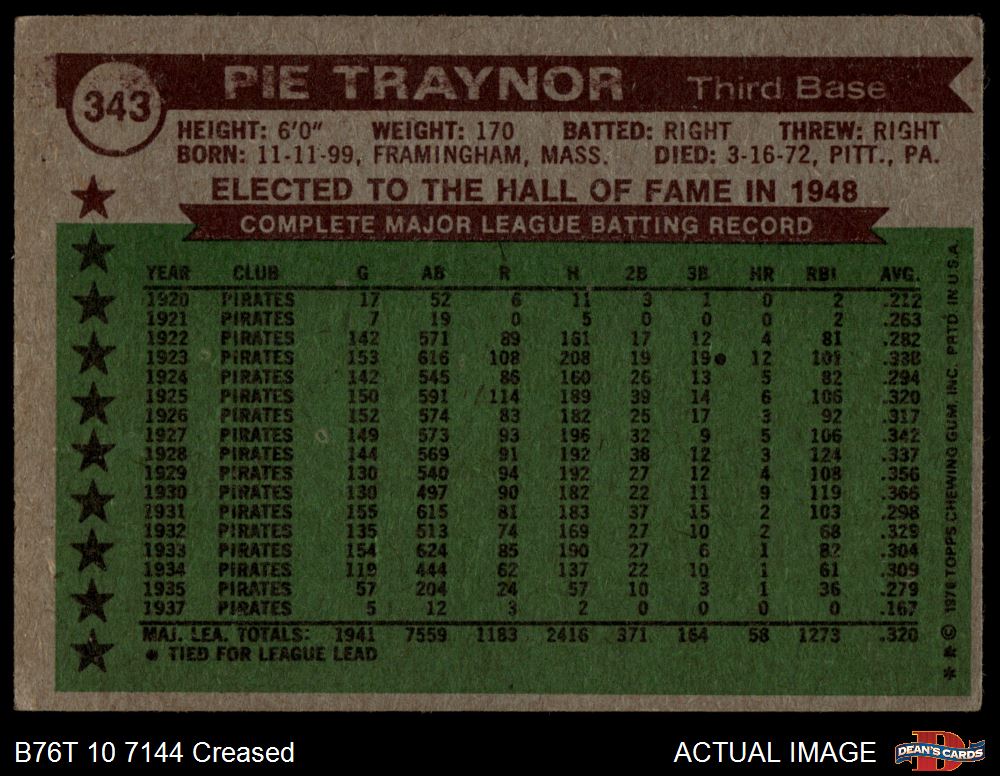 343
PIE TRAYNOR Third Base
HEIGHT: 6'0" WEIGHT: 170 BATTED: RIGHT THREW: RIGHT
BORN: 11-11-99, FRAMINGHAM, MASS. DIED: 3-16-72, PITT., PA.
ELECTED TO THE HALL OF FAME IN 1948
COMPLETE MAJOR LEAGUE BATTING RECORD
YEAR CLUB G AB R H 2B 3B HR RBI AVG.
1920 PIRATES 17 52 6 11 3 1 0 2 .212
1921 PIRATES 7 19 0 5 0 0 0 2 .263
1922 PIRATES 142 571 89 161 17 12 4 81 .282
1923 PIRATES 153 616 108 208 19 19● 12 101 .338
1924 PIRATES 142 545 86 160 26 13 5 82 .294
1925 PIRATES 150 591 114 189 39 14 6 106 .320
1926 PIRATES 152 574 83 182 25 17 3 92 .317
1927 PIRATES 149 573 93 196 32 9 5 106 .342
1928 PIRATES 144 569 91 192 38 12 3 124 .337
1929 PIRATES 130 540 94 192 27 12 4 108 .356
1930 PIRATES 130 497 90 182 22 11 9 119 .366
1931 PIRATES 155 615 81 183 37 15 2 103 .298
1932 PIRATES 135 513 74 169 27 10 2 68 .329
1933 PIRATES 154 624 85 190 27 6 1 82 .304
1934 PIRATES 119 444 62 137 22 10 1 61 .309
1935 PIRATES 57 204 24 57 10 3 1 36 .279
1937 PIRATES 5 12 3 2 0 0 0 0 .167
MAJ. LEA. TOTALS: 1941 7559 1183 2416 371 164 58 1273 .320
● TIED FOR LEAGUE LEAD
** © 1976 TOPPS CHEWING GUM, INC. PRTD IN U.S.A.
B76T 10 7144 Creased
ACTUAL IMAGE
DEAN'S CARDS